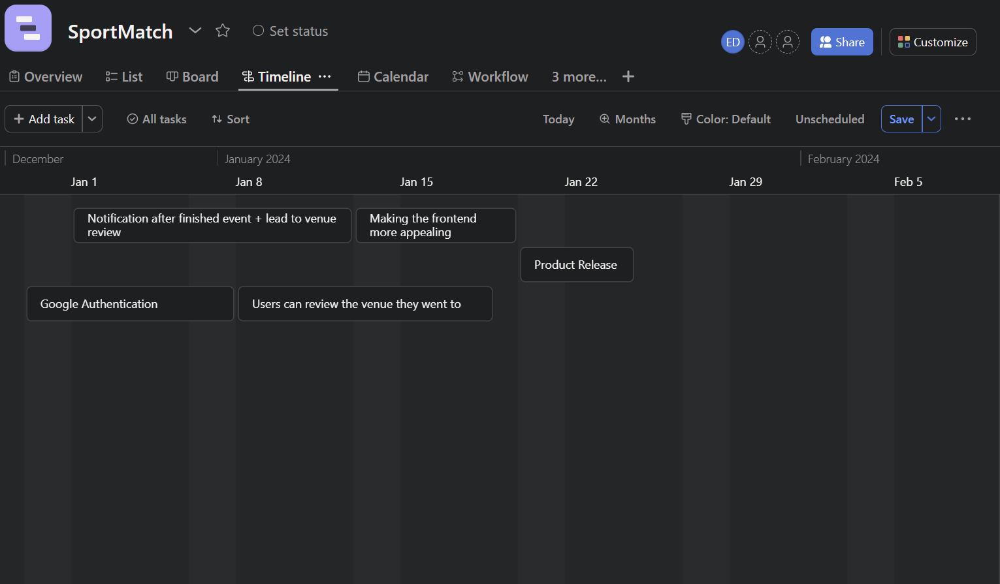 SportMatch
Set status
ED
Share
Customize
Overview
List
Board
Timeline
Calendar
Workflow
3 more...
Add task
All tasks
Sort
Today
Months
Color: Default
Unscheduled
Save
December
January 2024
February 2024
Jan 1
Jan 8
Jan 15
Jan 22
Jan 29
Feb 5
Notification after finished event + lead to venue
review
Making the frontend
more appealing
Product Release
Google Authentication
Users can review the venue they went to